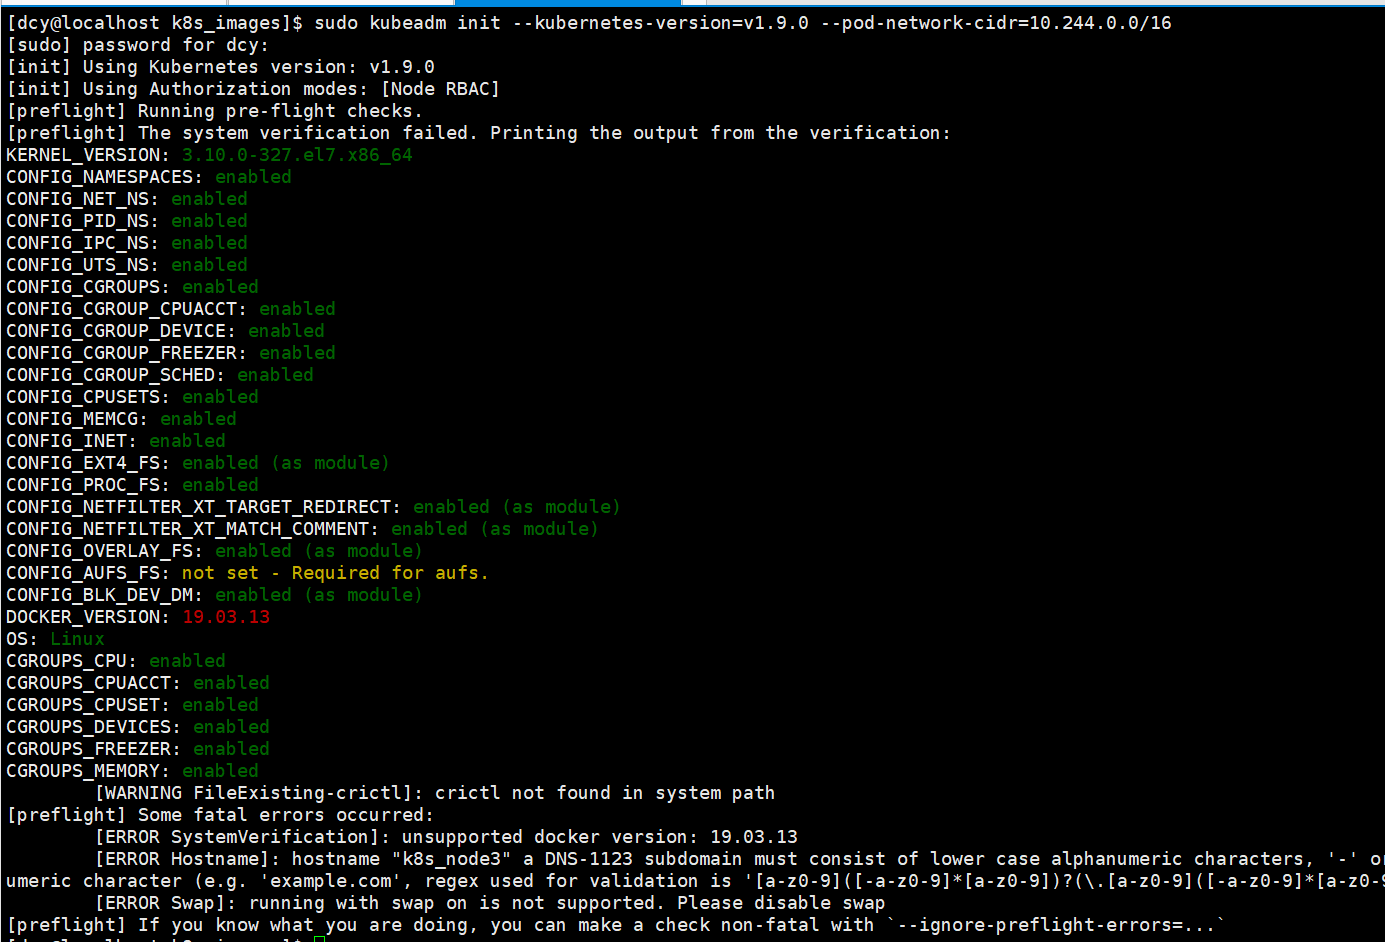 [dcy@localhost k8s_images]$ sudo kubeadm init --kubernetes-version=v1.9.0 --pod-network-cidr=10.244.0.0/16
[sudo] password for dcy:
[init] Using Kubernetes version: v1.9.0
[init] Using Authorization modes: [Node RBAC]
[preflight] Running pre-flight checks.
[preflight] The system verification failed. Printing the output from the verification:
KERNEL_VERSION: 3.10.0-327.el7.x86_64
CONFIG_NAMESPACES: enabled
CONFIG_NET_NS: enabled
CONFIG_PID_NS: enabled
CONFIG_IPC_NS: enabled
CONFIG_UTS_NS: enabled
CONFIG_CGROUPS: enabled
CONFIG_CGROUP_CPUACCT: enabled
CONFIG_CGROUP_DEVICE: enabled
CONFIG_CGROUP_FREEZER: enabled
CONFIG_CGROUP_SCHED: enabled
CONFIG_CPUSETS: enabled
CONFIG_MEMCG: enabled
CONFIG_INET: enabled
CONFIG_EXT4_FS: enabled (as module)
CONFIG_PROC_FS: enabled
CONFIG_NETFILTER_XT_TARGET_REDIRECT: enabled (as module)
CONFIG_NETFILTER_XT_MATCH_COMMENT: enabled (as module)
CONFIG_OVERLAY_FS: enabled (as module)
CONFIG_AUFS_FS: not set - Required for aufs.
CONFIG_BLK_DEV_DM: enabled (as module)
DOCKER_VERSION: 19.03.13
OS: Linux
CGROUPS_CPU: enabled
CGROUPS_CPUACCT: enabled
CGROUPS_CPUSET: enabled
CGROUPS_DEVICES: enabled
CGROUPS_FREEZER: enabled
CGROUPS_MEMORY: enabled
[WARNING FileExisting-crictl]: crictl not found in system path
[preflight] Some fatal errors occurred:
[ERROR SystemVerification]: unsupported docker version: 19.03.13
[ERROR Hostname]: hostname "k8s_node3" a DNS-1123 subdomain must consist of lower case alphanumeric characters, '-' or
umeric character (e.g. 'example.com', regex used for validation is '[a-z0-9]([-a-z0-9]*[a-z0-9])?(\.[a-z0-9]([-a-z0-9]*[a-z0-9
[ERROR Swap]: running with swap on is not supported. Please disable swap
[preflight] If you know what you are doing, you can make a check non-fatal with `--ignore-preflight-errors=...`